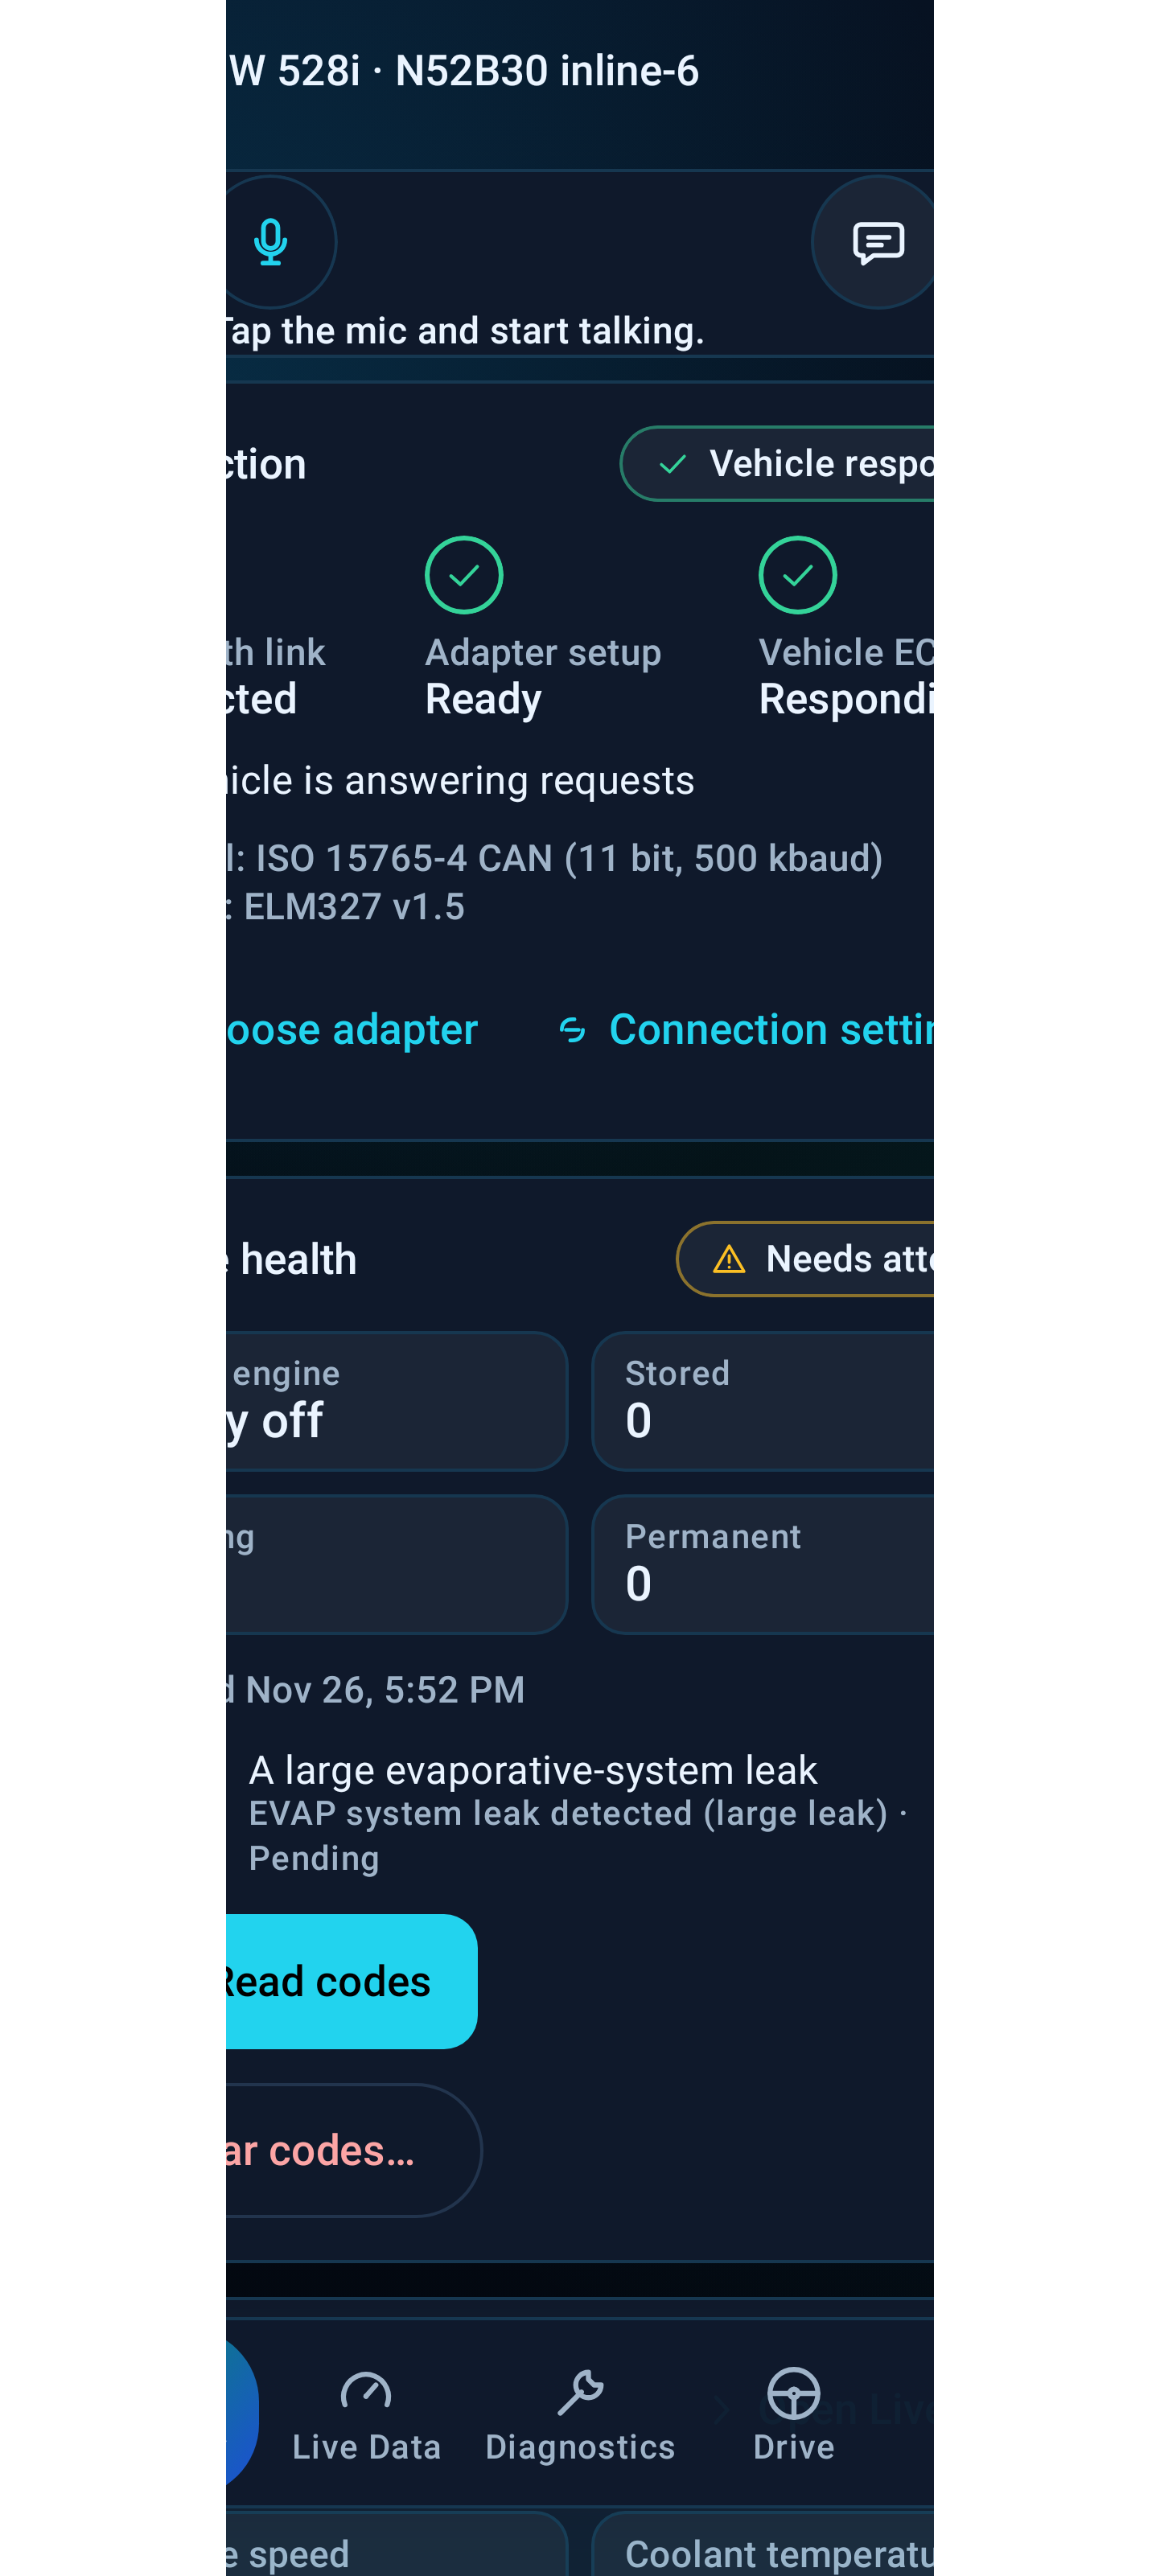 W 528i · N52B30 inline-6
Tap the mic and start talking.
ction
Vehicle respo
th link
cted
Adapter setup
Ready
Vehicle EC
Respondi
icle is answering requests
l: ISO 15765-4 CAN (11 bit, 500 kbaud)
: ELM327 v1.5
oose adapter
Connection settin
e health
Needs atte
engine
y off
Stored
0
ng
Permanent
0
d Nov 26, 5:52 PM
A large evaporative-system leak
EVAP system leak detected (large leak) ·
Pending
Read codes
ar codes…
Open Live
Live Data
Diagnostics
Drive
e speed
Coolant temperatu